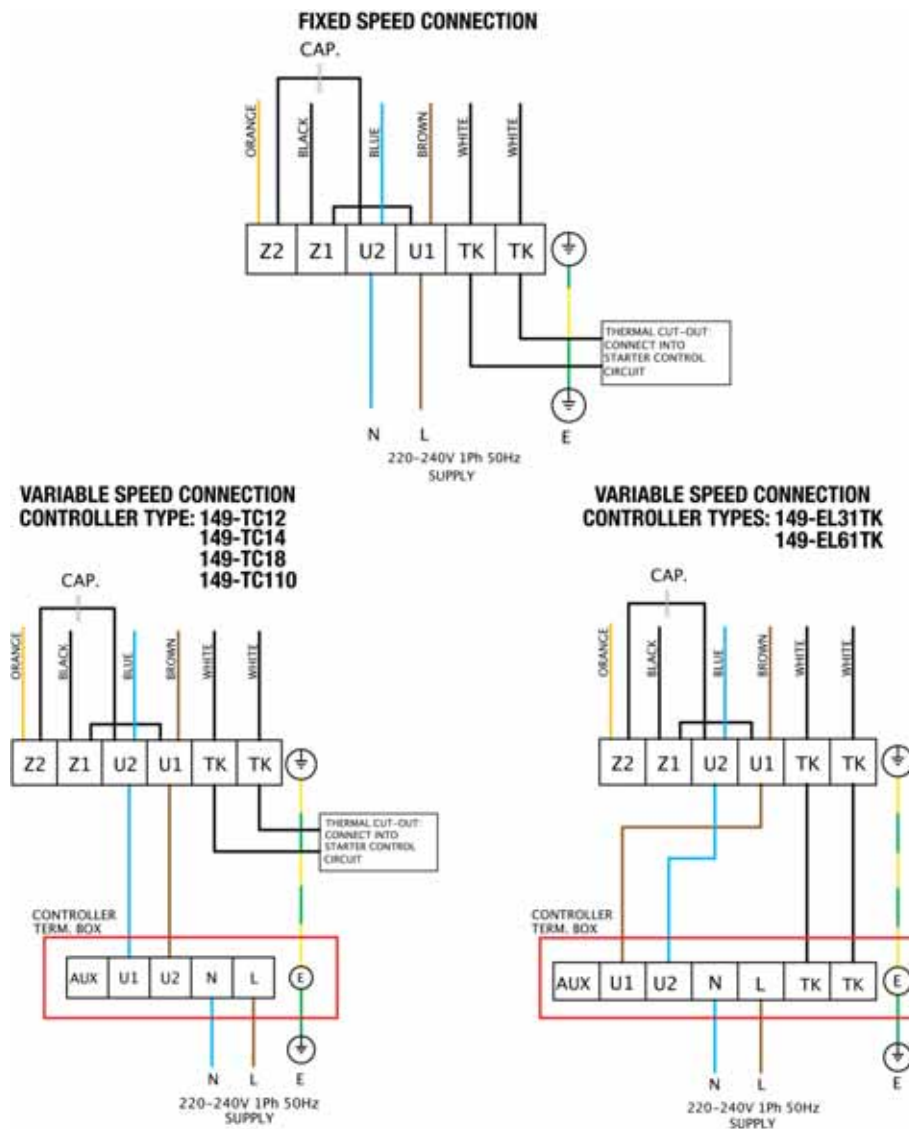 FIXED SPEED CONNECTION
CAP.
ORANGE
BLACK
BLUE
BROWN
WHITE
WHITE
Z2 Z1 U2 U1 TK TK
THERMAL CUT-OUT:
CONNECT INTO
STARTER CONTROL
CIRCUIT
N L E
220-240V 1Ph 50Hz
SUPPLY
VARIABLE SPEED CONNECTION
CONTROLLER TYPE: 149-TC12
149-TC14
149-TC18
149-TC110
CAP.
ORANGE
BLACK
BLUE
BROWN
WHITE
WHITE
Z2 Z1 U2 U1 TK TK
THERMAL CUT-OUT:
CONNECT INTO
STARTER CONTROL
CIRCUIT
CONTROLLER
TERM. BOX
AUX U1 U2 N L E
N L E
220-240V 1Ph 50Hz
SUPPLY
VARIABLE SPEED CONNECTION
CONTROLLER TYPES: 149-EL31TK
149-EL61TK
CAP.
ORANGE
BLACK
BLUE
BROWN
WHITE
WHITE
Z2 Z1 U2 U1 TK TK
CONTROLLER
TERM. BOX
AUX U1 U2 N L TK TK E
N L E
220-240V 1Ph 50Hz
SUPPLY